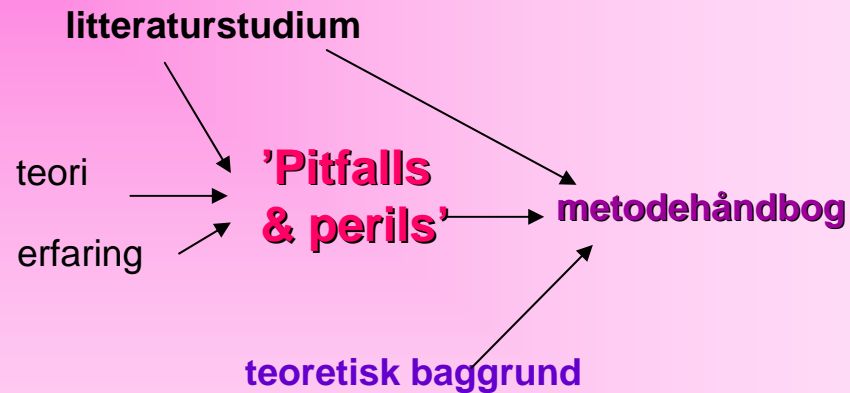 litteraturstudium
teori
erfaring
’Pitfalls
& perils’
metodehåndbog
teoretisk baggrund